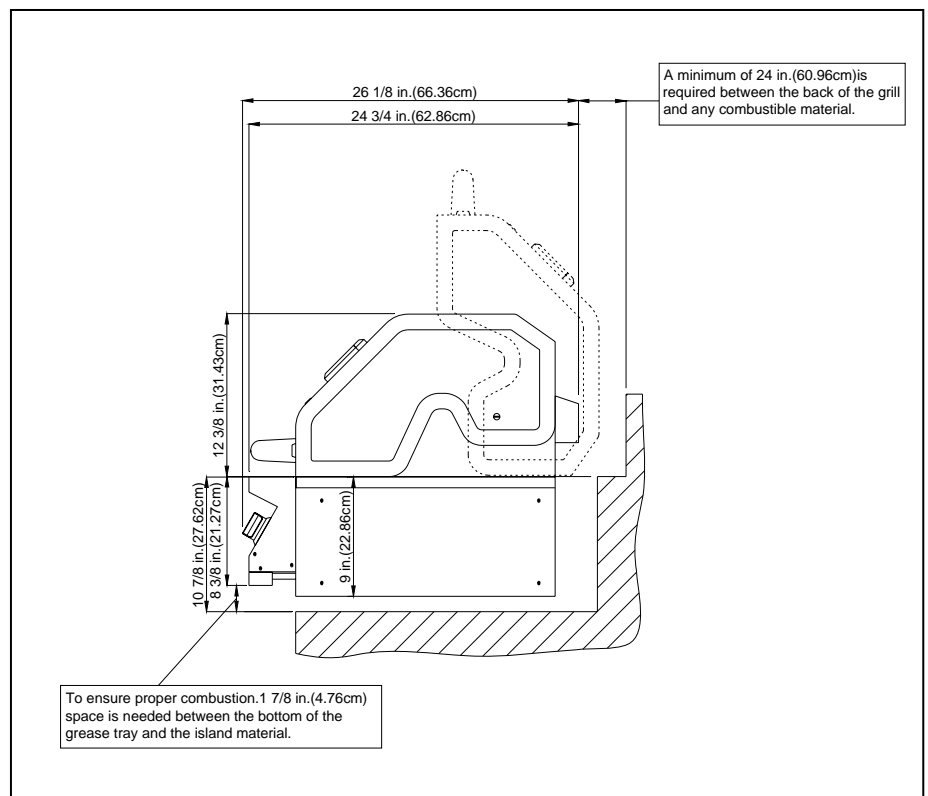 26 1/8 in.(66.36cm)
24 3/4 in.(62.86cm)
A minimum of 24 in.(60.96cm)is
required between the back of the grill
and any combustible material.
12 3/8 in.(31.43cm)
10 7/8 in.(27.62cm)
8 3/8 in.(21.27cm)
9 in.(22.86cm)
To ensure proper combustion.1 7/8 in.(4.76cm)
space is needed between the bottom of the
grease tray and the island material.